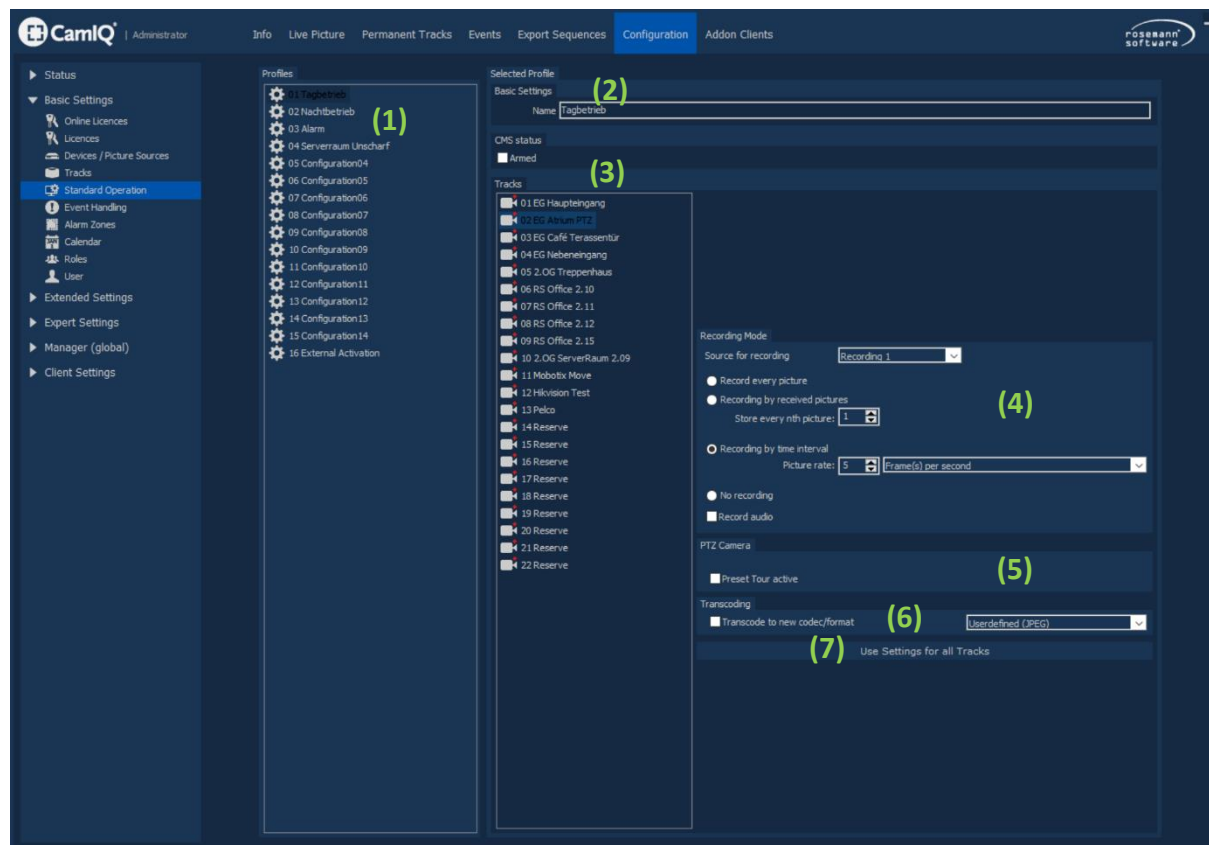 CamIQ | Administrator
Info Live Picture Permanent Tracks Events Export Sequences Configuration Addon Clients
rosemann
software
Status
Basic Settings
Online Licences
Licences
Devices / Picture Sources
Tracks
Standard Operation
Event Handling
Alarm Zones
Calendar
Roles
User
Extended Settings
Expert Settings
Manager (global)
Client Settings
Profiles
(1)
01 Tagbetrieb
02 Nachtbetrieb
03 Alarm
04 Serverraum Unscharf
05 Configuration04
06 Configuration05
07 Configuration06
08 Configuration07
09 Configuration08
10 Configuration09
11 Configuration10
12 Configuration11
13 Configuration12
14 Configuration13
15 Configuration14
16 External Activation
Selected Profile
Basic Settings
(2)
Name Tagbetrieb
CMS status
Armed
(3)
Tracks
01 EG Haupteingang
02 EG Atrium PTZ
03 EG Café Terassentür
04 EG Nebeneingang
05 2.OG Treppenhaus
06 RS Office 2.10
07 RS Office 2.11
08 RS Office 2.12
09 RS Office 2.15
10 2.OG ServerRaum 2.09
11 Mobotix Move
12 Hikvision Test
13 Pelco
14 Reserve
15 Reserve
16 Reserve
17 Reserve
18 Reserve
19 Reserve
20 Reserve
21 Reserve
22 Reserve
Recording Mode
Source for recording Recording 1
Record every picture
Recording by received pictures
(4)
Store every nth picture: 1
Recording by time interval
Picture rate: 5 Frame(s) per second
No recording
Record audio
PTZ Camera
(5)
Preset Tour active
Transcoding
Transcode to new codec/format (6) Userdefined (JPEG)
(7) Use Settings for all Tracks